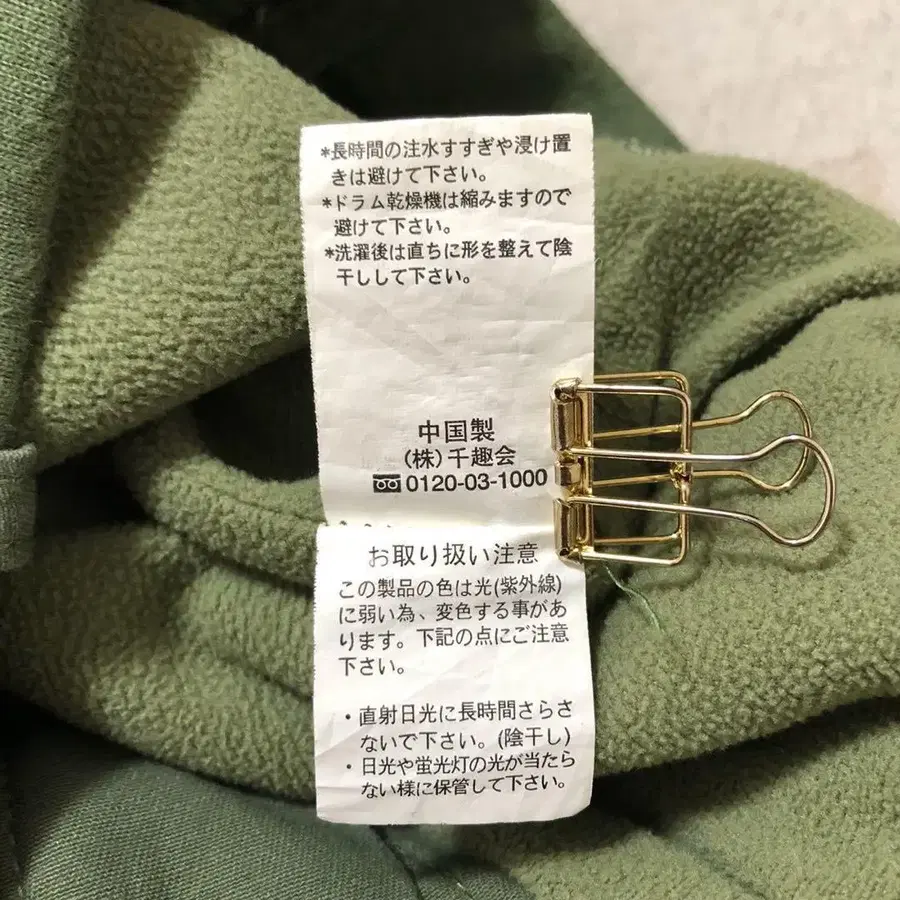 *長時間の注水すすぎや浸け置
きは避けて下さい。
*ドラム乾燥機は縮みますので
避けて下さい。
*洗濯後は直ちに形を整えて陰
干しして下さい。
中国製
(株)千趣会
0120-03-1000
お取り扱い注意
この製品の色は光(紫外線)
に弱い為、変色する事があ
ります。下記の点にご注意
下さい。
・直射日光に長時間さらさ
ないで下さい。(陰干し)
・日光や蛍光灯の光が当たら
ない様に保管して下さい。